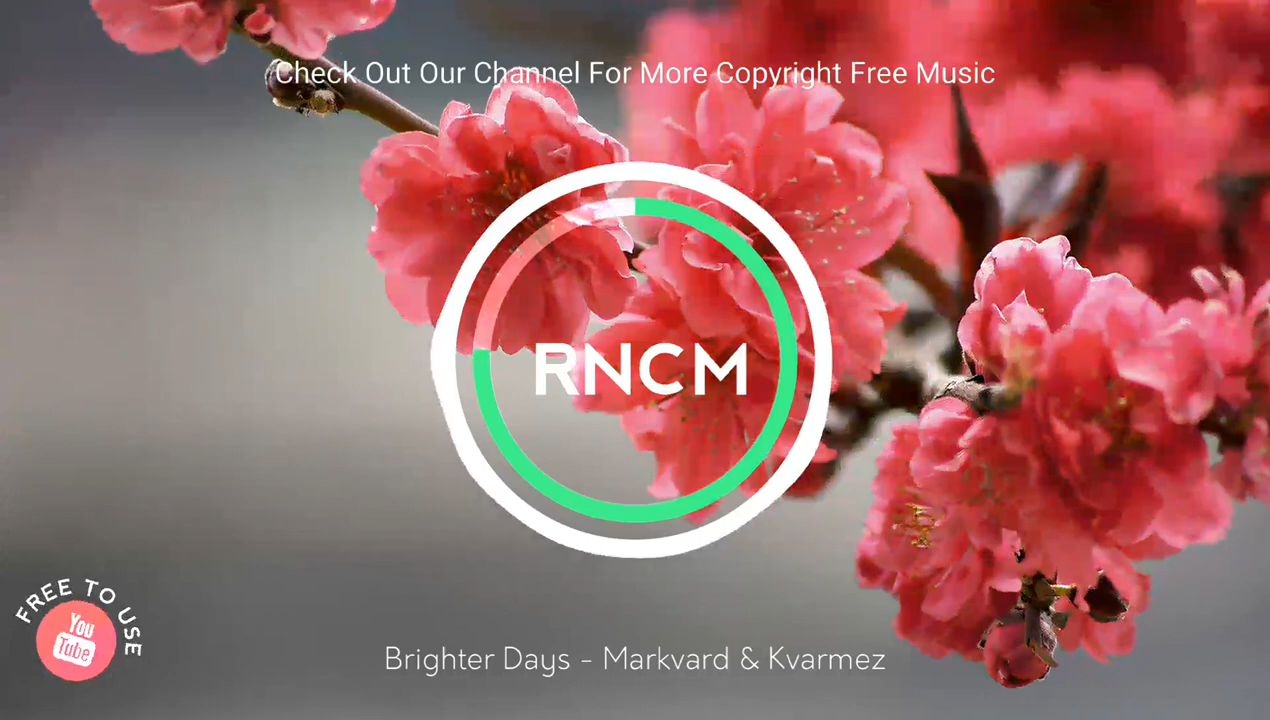 Check Out Our Channel For More Copyright Free Music
RNCM
FREE TO USE
You
Tube
Brighter Days - Markvard & Kvarmez